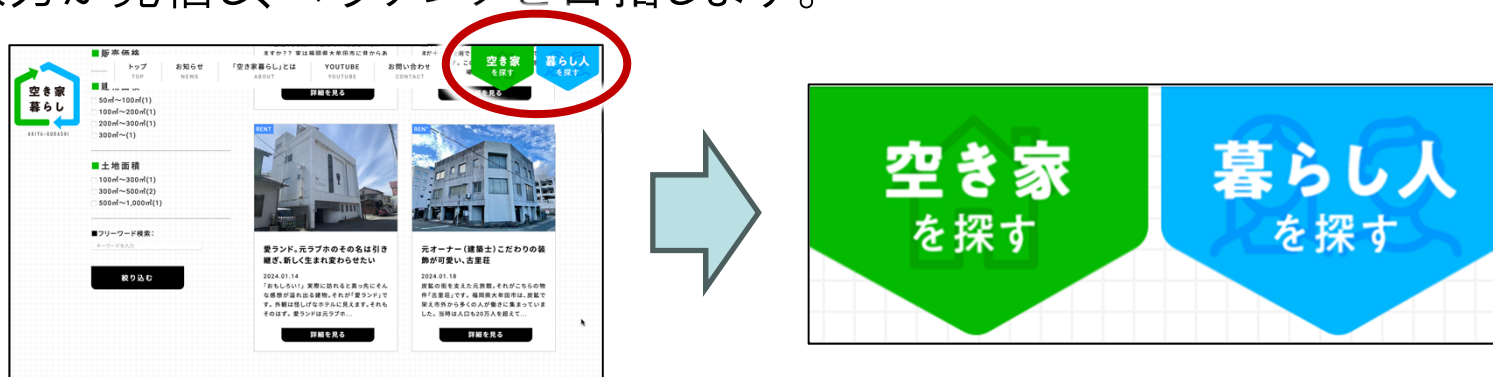 販売価格
空き家
暮らし
AKIYA-GURASHI
トップ
TOP
お知らせ
NEWS
「空き家暮らし」とは
ABOUT
YOUTUBE
YOUTUBE
お問い合わせ
CONTACT
空き家
を探す
暮らし人
を探す
50㎡〜100㎡(1)
100㎡〜200㎡(1)
200㎡〜300㎡(1)
300㎡〜(1)
■土地面積
100㎡〜300㎡(1)
300㎡〜500㎡(2)
500㎡〜1,000㎡(1)
■フリーワード検索:
キーワードを入力
絞り込む
詳細を見る
詳細を見る
RENT
愛ランド。元ラブホのその名は引き
継ぎ、新しく生まれ変わらせたい
2024.01.14
「おもしろい!」 実際に訪れると真っ先にそん
な感想が溢れ出る建物。それが「愛ランド」で
す。外観は怪しげなホテルに見えます。それも
そのはず。愛ランドは元ラブホ...
詳細を見る
RENT
元オーナー(建築士)こだわりの装
飾が可愛い、古里荘
2024.01.18
炭鉱の街を支えた元旅館。それがこちらの物
件「古里荘」です。福岡県大牟田市は、炭鉱で
栄え市外から多くの人が働きに集まっていま
した。当時は人口も20万人を超えて...
詳細を見る
空き家
を探す
暮らし人
を探す